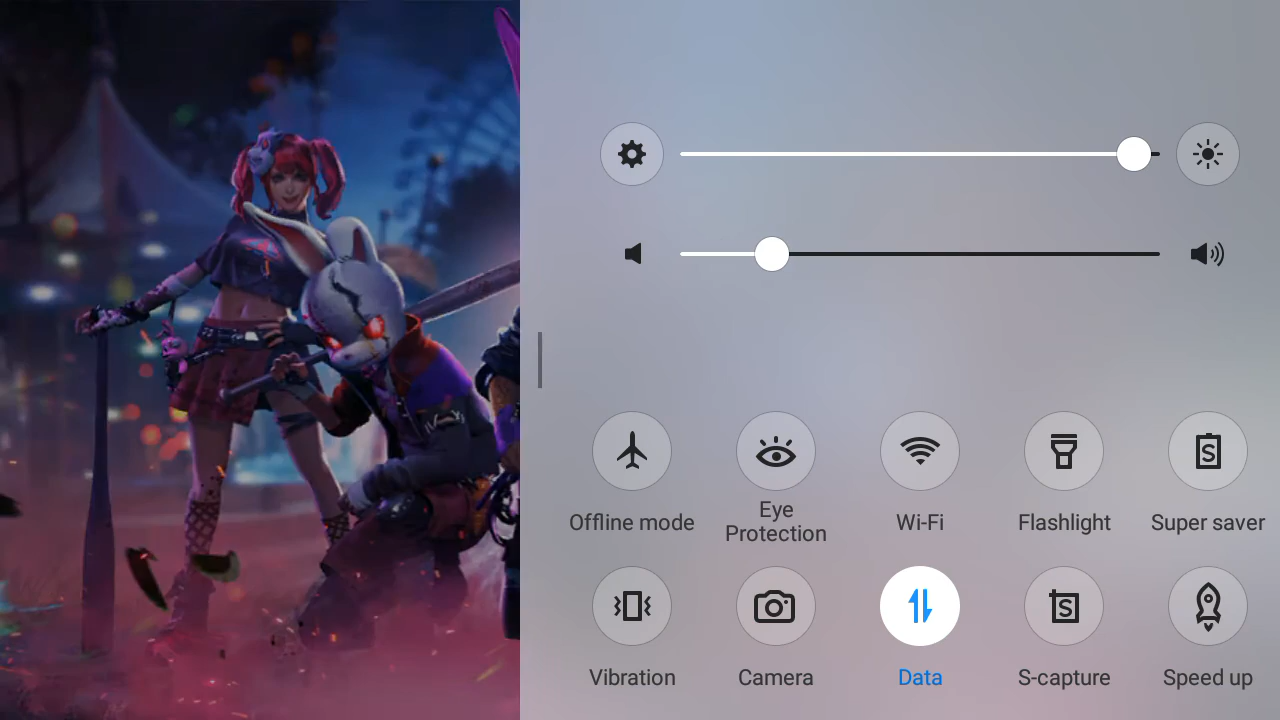 Offline mode
Eye
Protection
Wi-Fi
Flashlight
Super saver
Vibration
Camera
Data
S-capture
Speed up